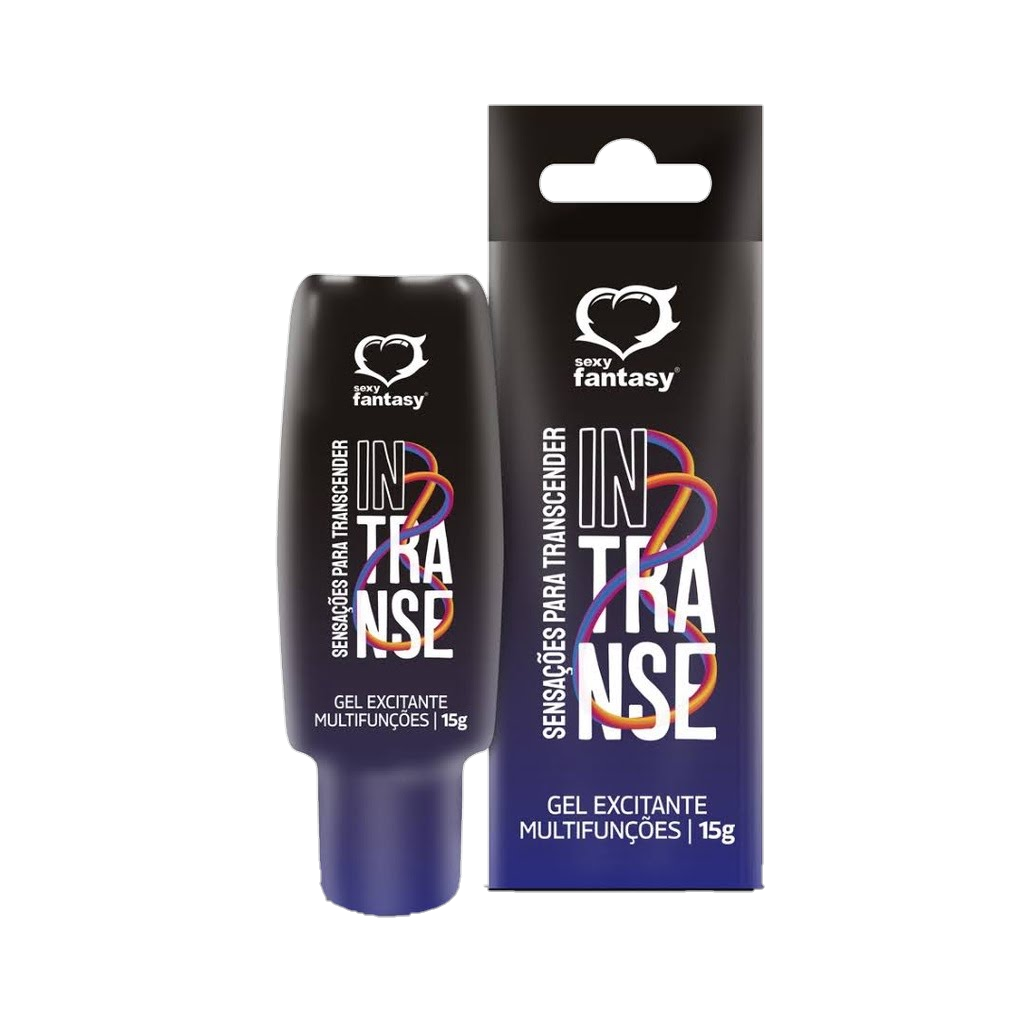 sexy
fantasy®
SENSAÇÕES PARA TRANSCENDER
IN
TRA
NSE
GEL EXCITANTE
MULTIFUNÇÕES | 15g
sexy
fantasy®
SENSAÇÕES PARA TRANSCENDER
IN
TRA
NSE
GEL EXCITANTE
MULTIFUNÇÕES | 15g